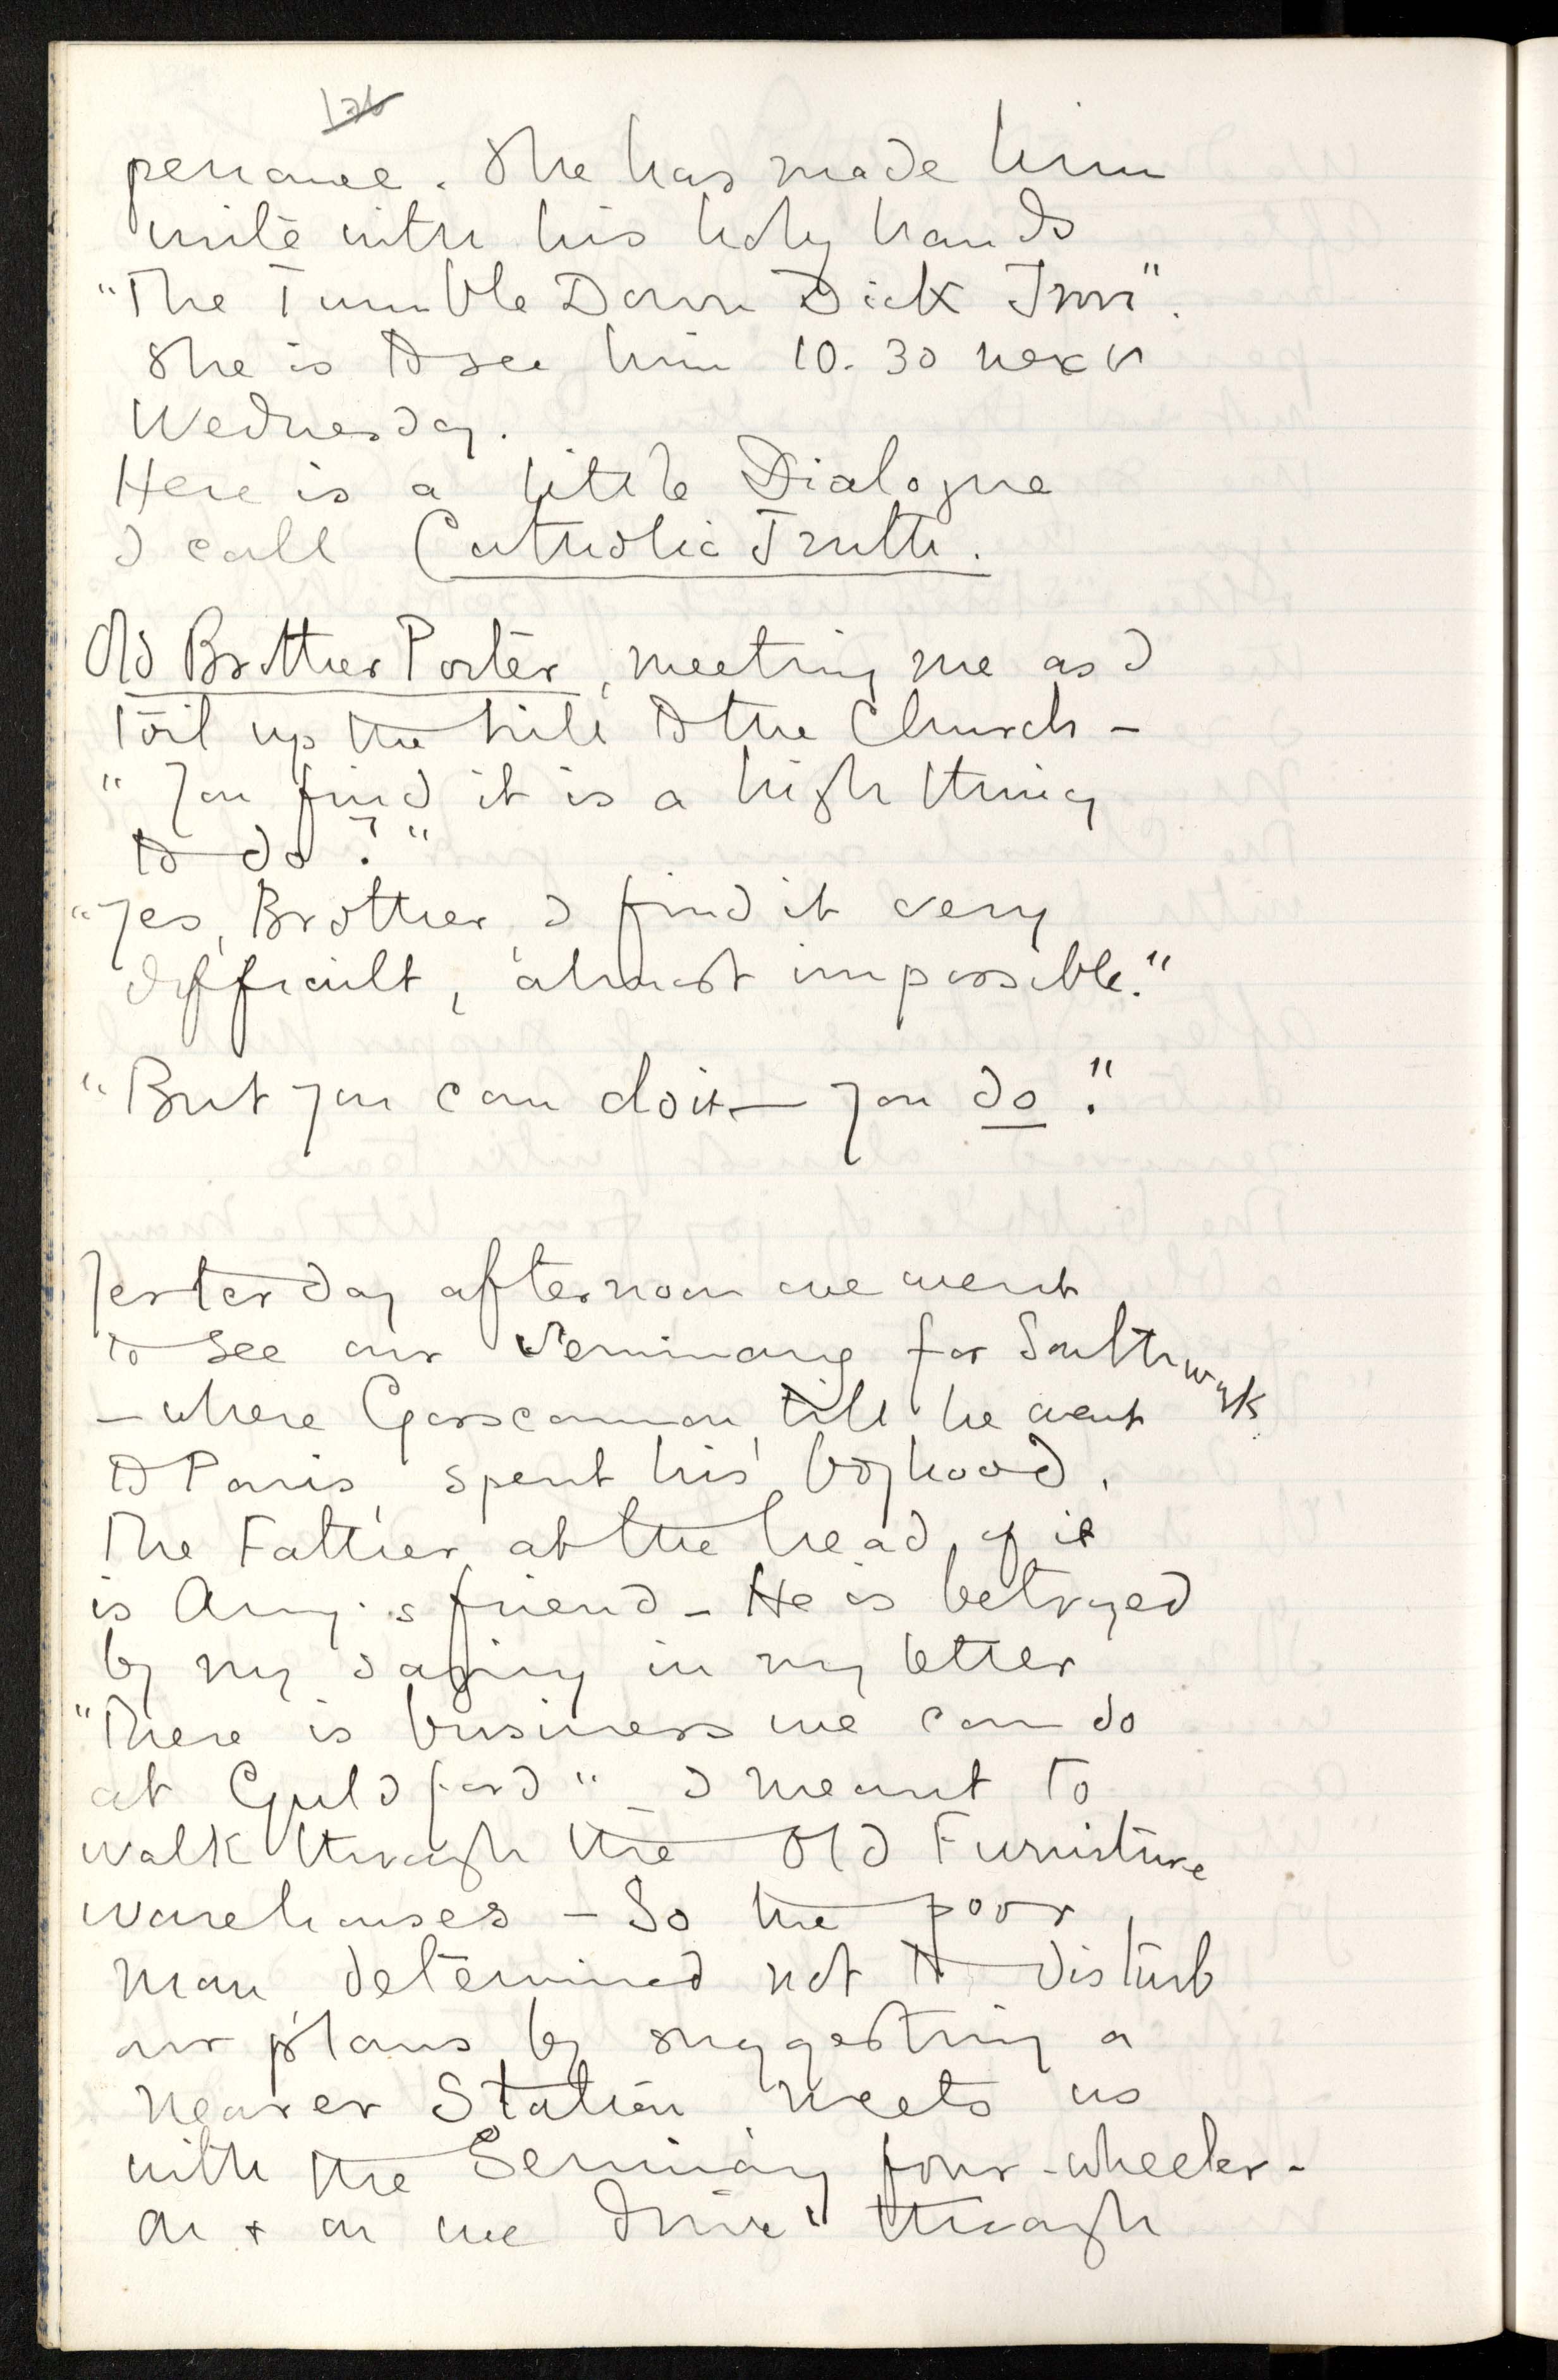 126
penance. She has made him
write with his holy hands
"The Tumble Down Dick Inn".
She is to see him 10.30 next
Wednesday.
Here is a little Dialogue
I call Catholic Truth.
Old Brother Porter, meeting me as I
toil up the hill to the Church –
"You find it is a high thing
to do?"
"Yes, Brother, I find it very
difficult, almost impossible."
"But you can do it — you do."
Yesterday afternoon we went
to see our Seminary for Southwark
– where Gosscannon, till he went
to Paris, spent his boyhood.
The Father at the head of it
is Amy's friend – He is betrayed
by my saying in my letter
"There is business we can do
at Guldford" – I meant to
walk through the Old Furniture
warehouses – So the poor
man determined not to disturb
our plans by suggesting a
nearer Station meets us
with the Seminary four-wheeler –
On & on we drive through